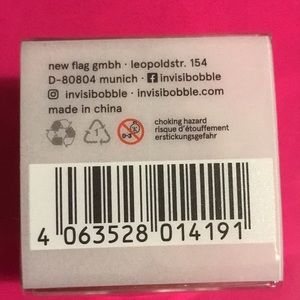 new flag gmbh · leopoldstr. 154
D-80804 munich · invisibobble
invisibobble · invisibobble.com
made in china
1
0-3
choking hazard
risque d'étouffement
erstickungsgefahr
4 063528 014191